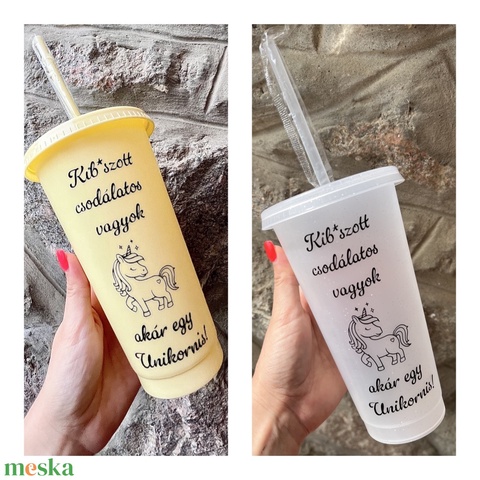 Kib*szott
csodálatos
vagyok
akár egy
Unikornis!
Kib*szott
csodálatos
vagyok
akár egy
Unikornis!
meska